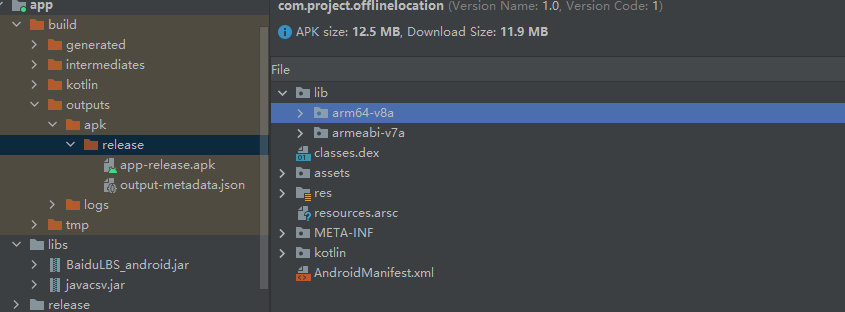 app
build
generated
intermediates
kotlin
outputs
apk
release
app-release.apk
output-metadata.json
logs
tmp
libs
BaiduLBS_android.jar
javacsv.jar
release
com.project.offlinelocation (Version Name: 1.0, Version Code: 1)
APK size: 12.5 MB, Download Size: 11.9 MB
File
lib
arm64-v8a
armeabi-v7a
classes.dex
assets
res
resources.arsc
META-INF
kotlin
AndroidManifest.xml